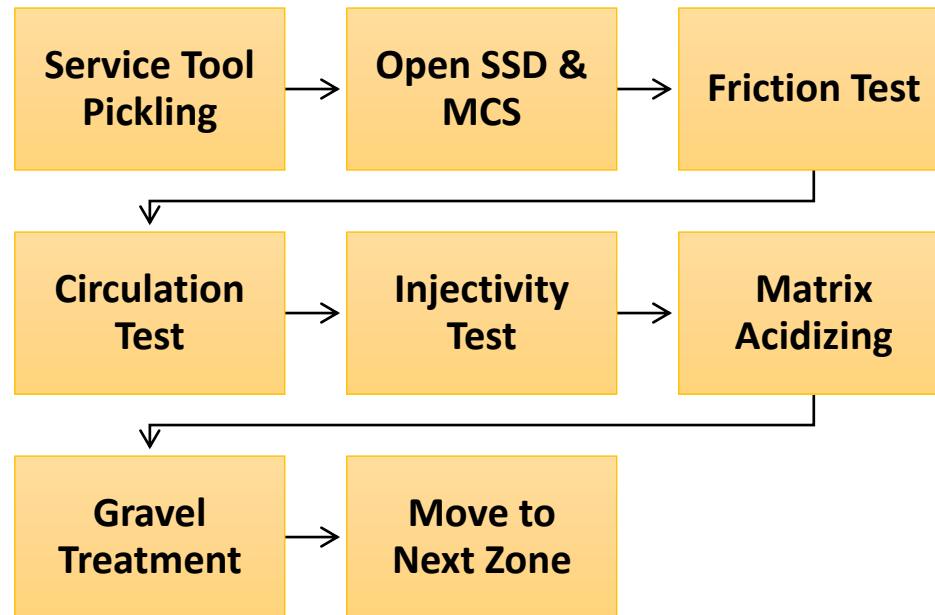 Service Tool
Pickling
Open SSD &
MCS
Friction Test
Circulation
Test
Injectivity
Test
Matrix
Acidizing
Gravel
Treatment
Move to
Next Zone